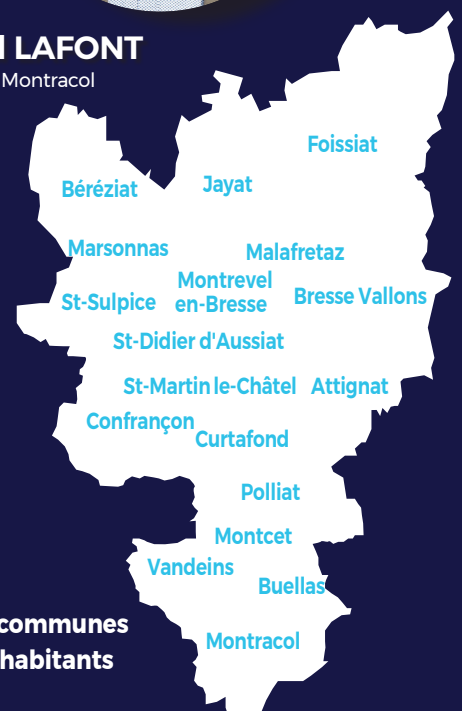 LAFONT
Montracol
Foissiat
Béréziat
Jayat
Marsonnas
Malafretaz
Montrevel
en-Bresse
St-Sulpice
Bresse Vallons
St-Didier d'Aussiat
St-Martin le-Châtel
Attignat
Confrançon
Curtafond
Polliat
Montcet
Vandeins
Buellas
communes
Montracol
habitants